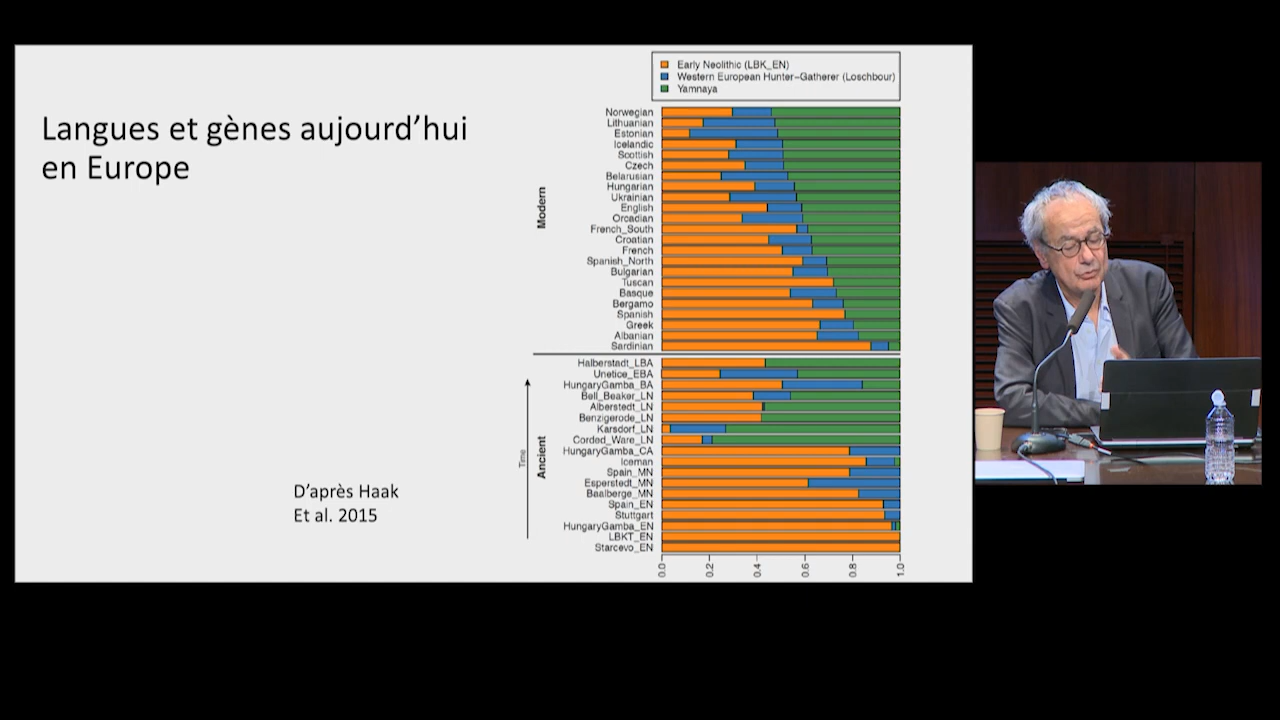 Langues et gènes aujourd'hui
en Europe
D'après Haak
Et al. 2015
Early Neolithic (LBK_EN)
Western European Hunter-Gatherer (Loschbour)
Yamnaya
Modern
Norwegian
Lithuanian
Estonian
Icelandic
Scottish
Czech
Belarusian
Hungarian
Ukrainian
English
Orcadian
French_South
Croatian
French
Spanish_North
Bulgarian
Tuscan
Basque
Bergamo
Spanish
Greek
Albanian
Sardinian
Time
Ancient
Halberstadt_LBA
Unetice_EBA
HungaryGamba_BA
Bell_Beaker_LN
Alberstedt_LN
Benzigerode_LN
Karsdorf_LN
Corded_Ware_LN
HungaryGamba_CA
Iceman
Spain_MN
Esperstedt_MN
Baalberge_MN
Spain_EN
Stuttgart
HungaryGamba_EN
LBKT_EN
Starcevo_EN
0.0 0.2 0.4 0.6 0.8 1.0